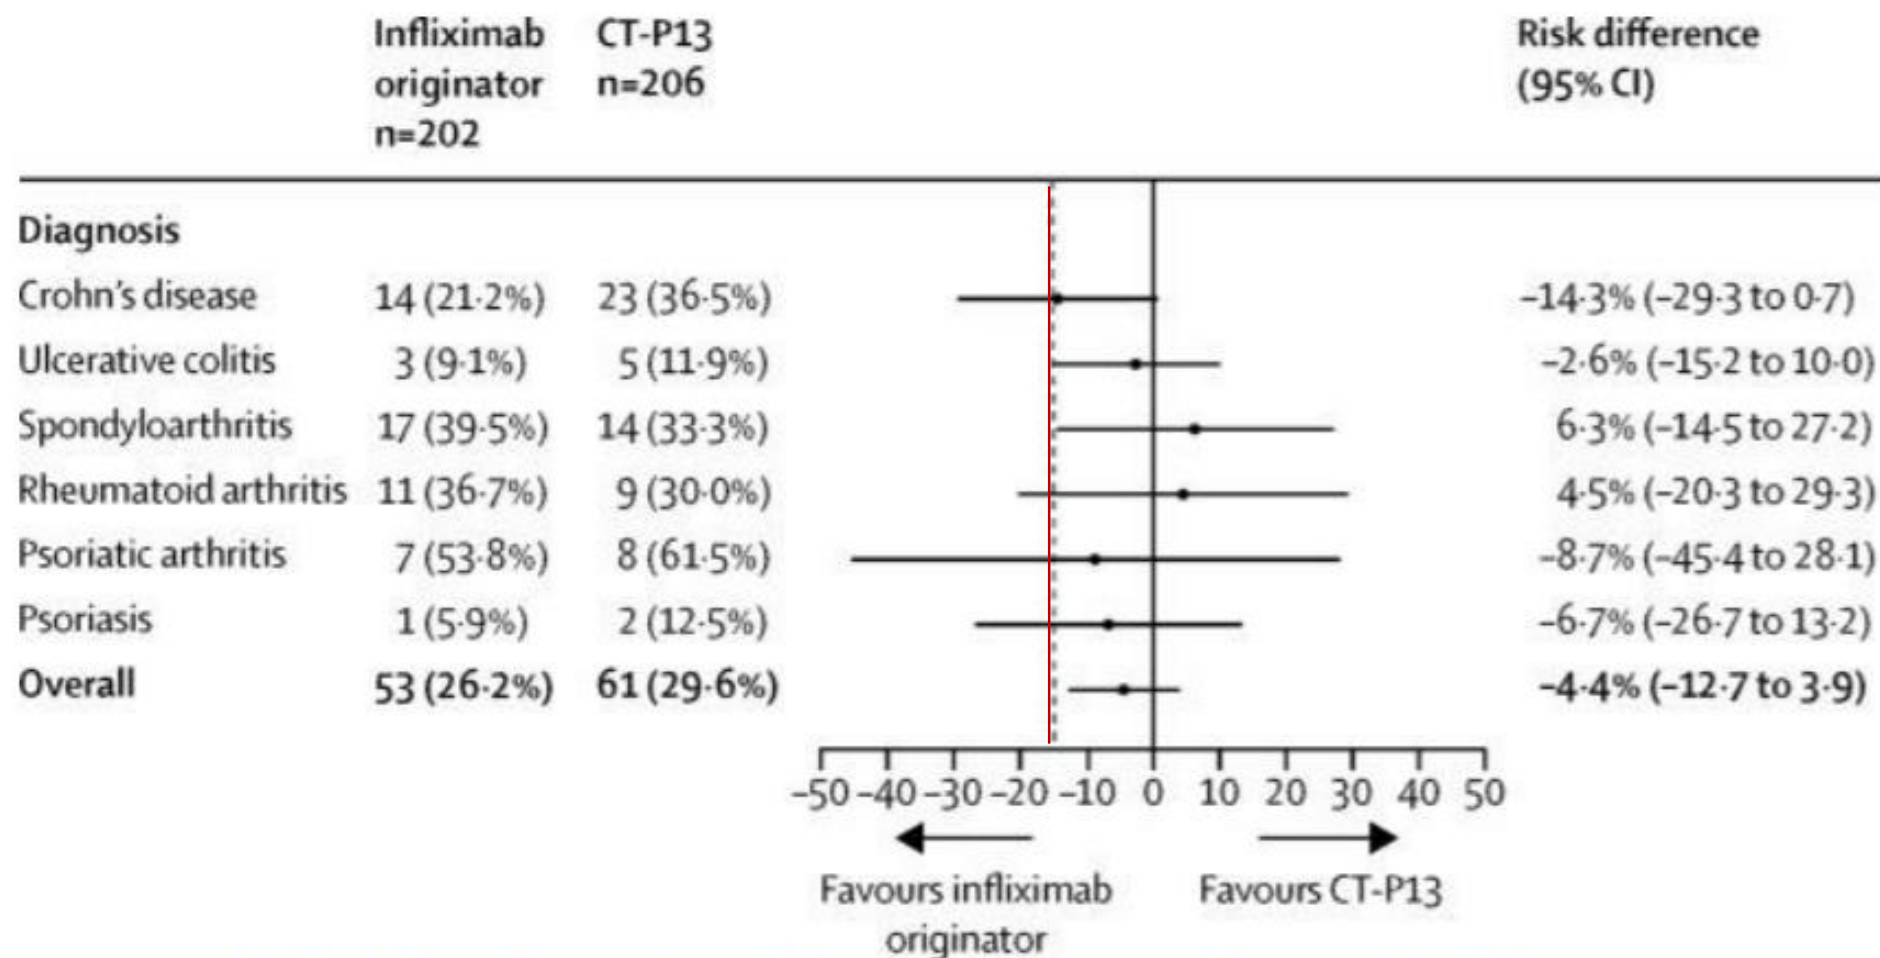 Infliximab originator n=202 CT-P13 n=206 Risk difference (95% CI)
Diagnosis
Crohn's disease 14 (21·2%) 23 (36·5%) −14·3% (−29·3 to 0·7)
Ulcerative colitis 3 (9·1%) 5 (11·9%) −2·6% (−15·2 to 10·0)
Spondyloarthritis 17 (39·5%) 14 (33·3%) 6·3% (−14·5 to 27·2)
Rheumatoid arthritis 11 (36·7%) 9 (30·0%) 4·5% (−20·3 to 29·3)
Psoriatic arthritis 7 (53·8%) 8 (61·5%) −8·7% (−45·4 to 28·1)
Psoriasis 1 (5·9%) 2 (12·5%) −6·7% (−26·7 to 13·2)
Overall 53 (26·2%) 61 (29·6%) −4·4% (−12·7 to 3·9)
−50 −40 −30 −20 −10 0 10 20 30 40 50
Favours infliximab originator Favours CT-P13